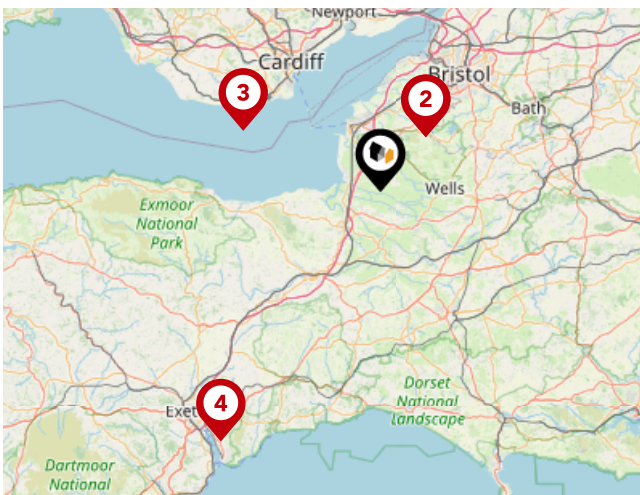 Newport
Cardiff
3
Bristol
2
Bath
Wells
Exmoor
National
Park
4
Exet
Dorset
National
Landscape
Dartmoor
National